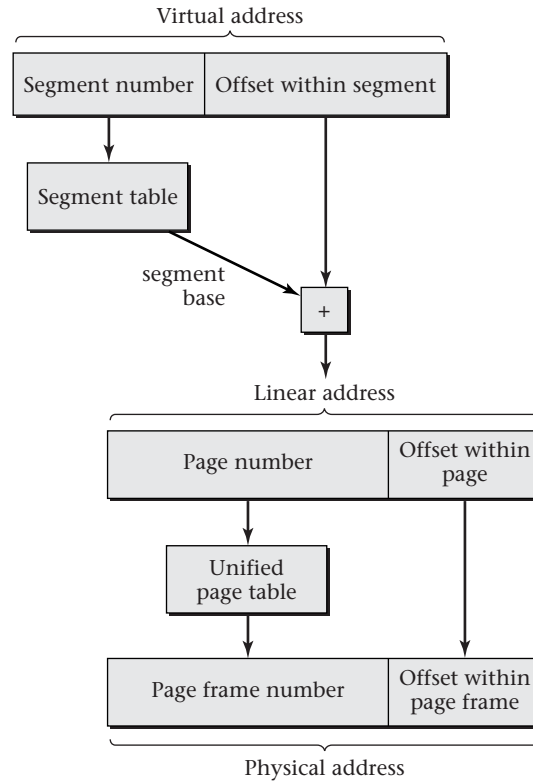 Virtual address
Segment number
Offset within segment
Segment table
segment
base
+
Linear address
Page number
Offset within
page
Unified
page table
Page frame number
Offset within
page frame
Physical address